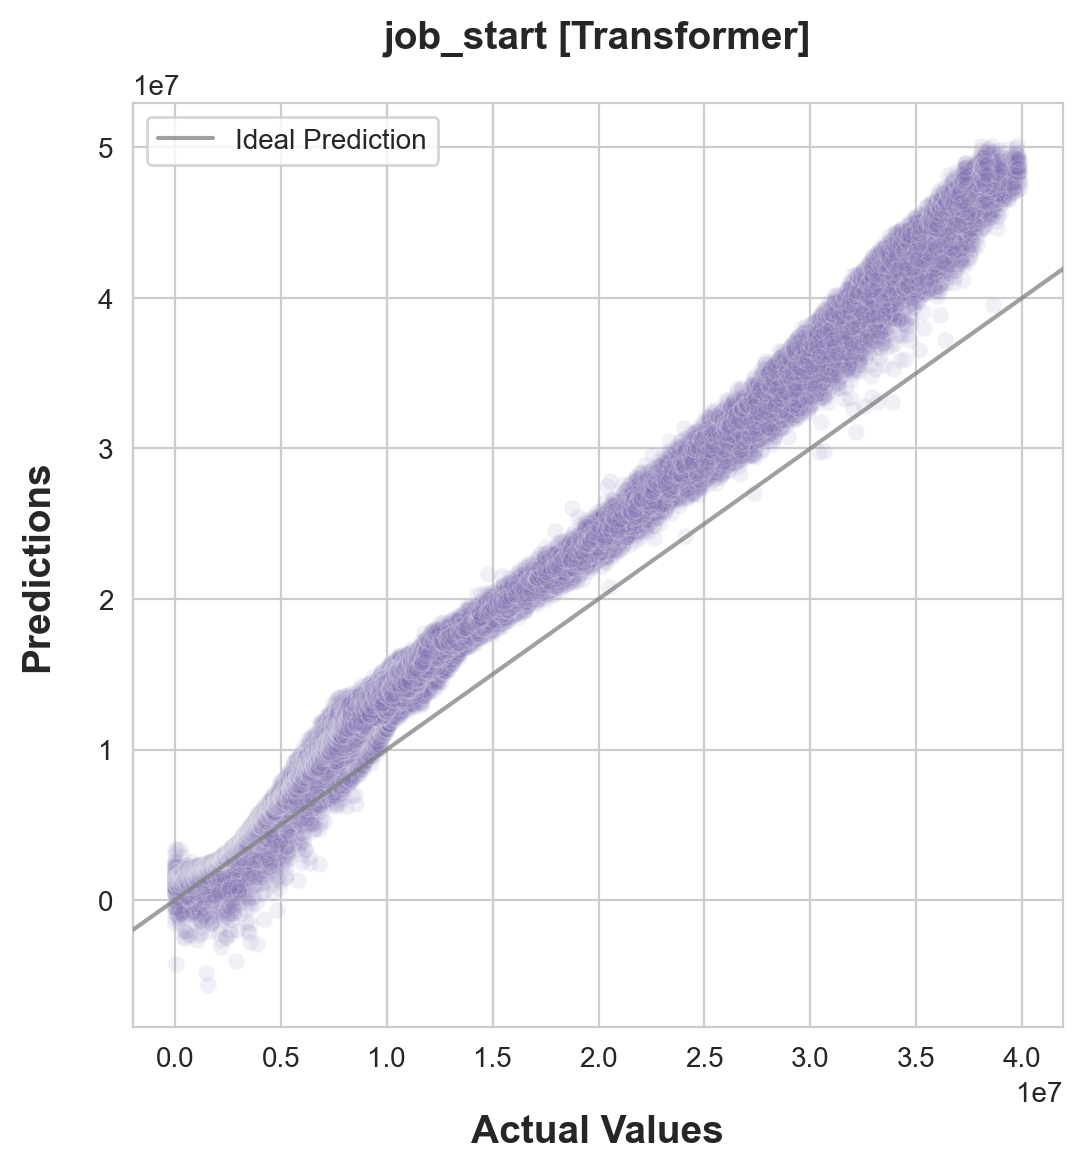 job_start [Transformer]
1e7
Ideal Prediction
5
4
3
2
1
0
Predictions
0.0 0.5 1.0 1.5 2.0 2.5 3.0 3.5 4.0
1e7
Actual Values